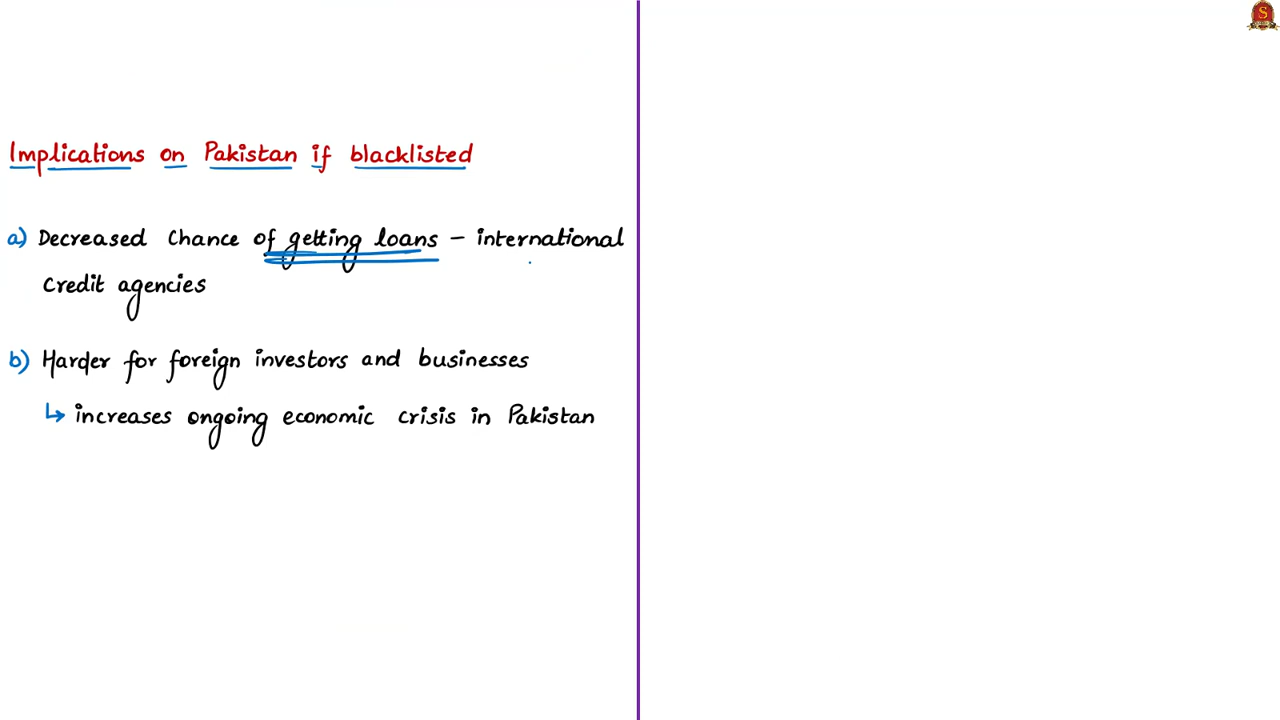 Implications on Pakistan if blacklisted
a) Decreased Chance of getting loans – international
Credit agencies
b) Harder for foreign investors and businesses
↳ increases ongoing economic crisis in Pakistan
S